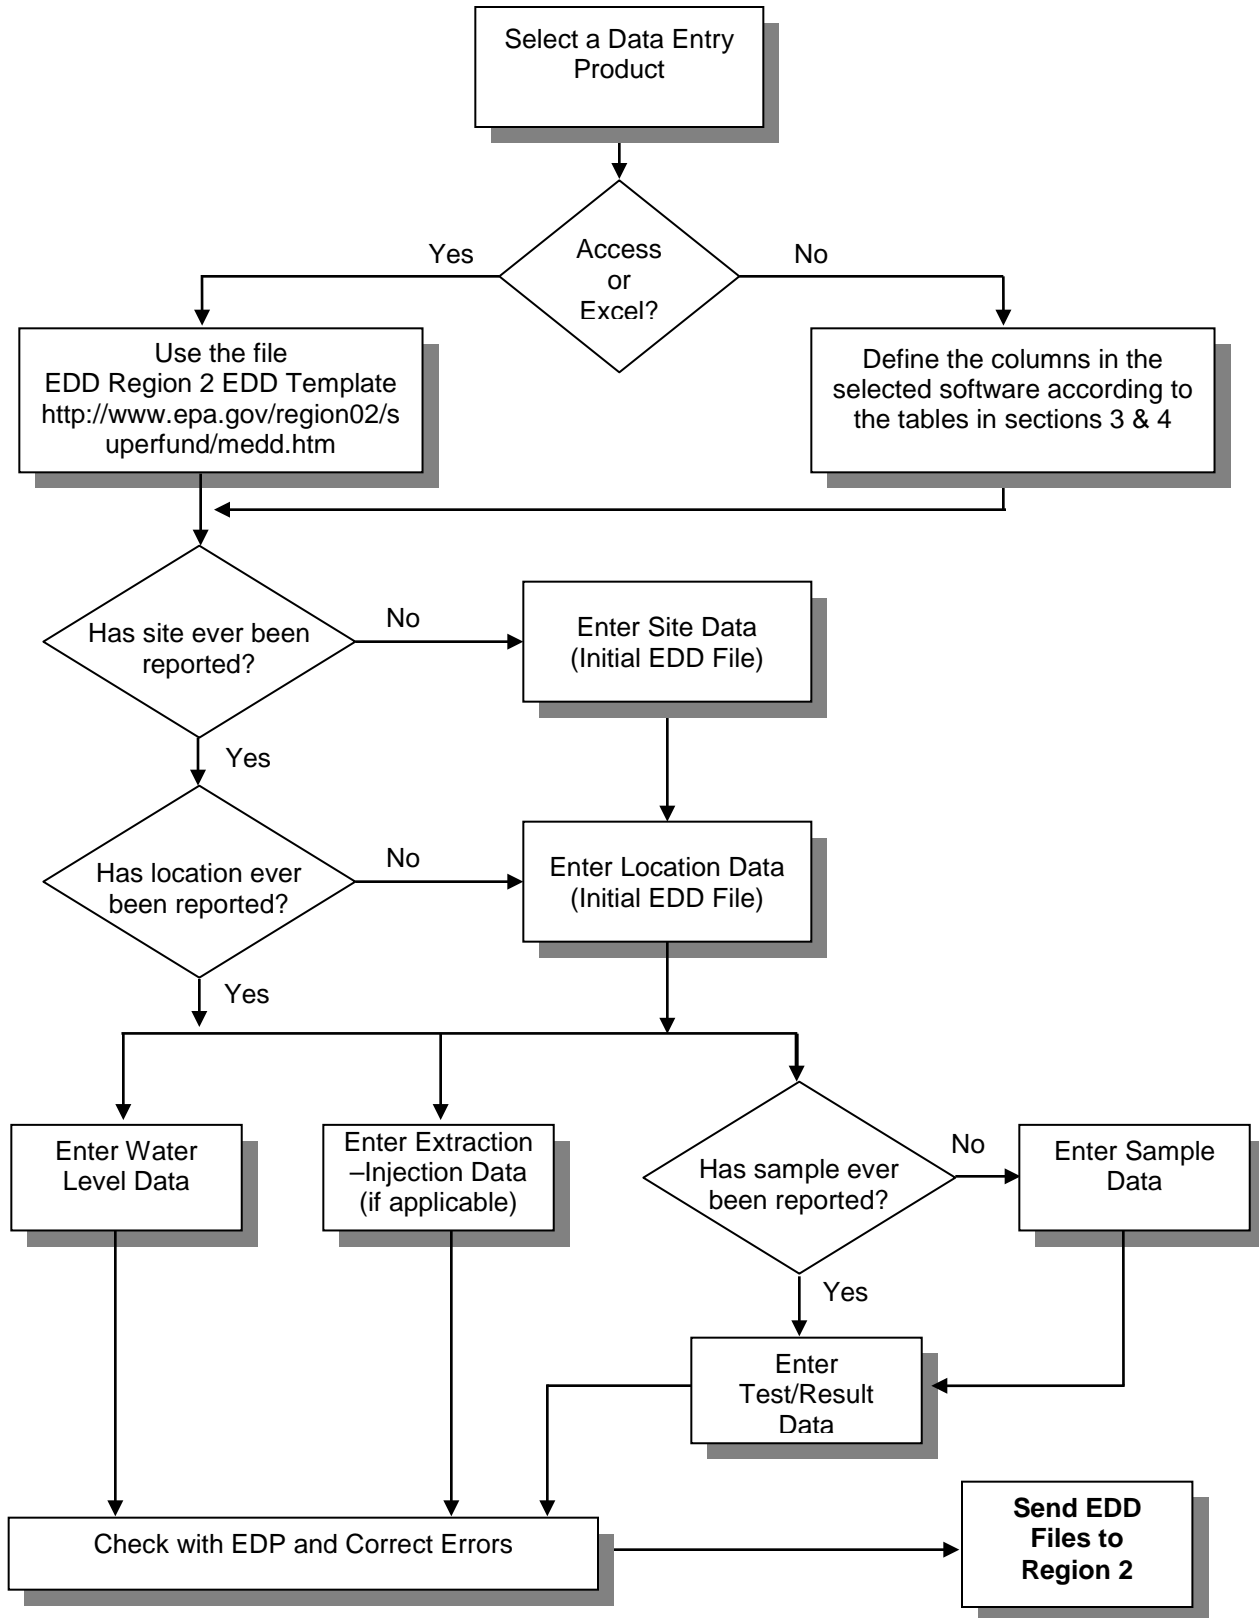 Select a Data Entry
Product
Yes
Access
or
Excel?
No
Use the file
EDD Region 2 EDD Template
http://www.epa.gov/region02/s
uperfund/medd.htm
Define the columns in the
selected software according to
the tables in sections 3 & 4
Has site ever been
reported?
No
Enter Site Data
(Initial EDD File)
Yes
Has location ever
been reported?
No
Enter Location Data
(Initial EDD File)
Yes
Enter Water
Level Data
Enter Extraction
–Injection Data
(if applicable)
Has sample ever
been reported?
No
Enter Sample
Data
Yes
Enter
Test/Result
Data
Check with EDP and Correct Errors
Send EDD
Files to
Region 2